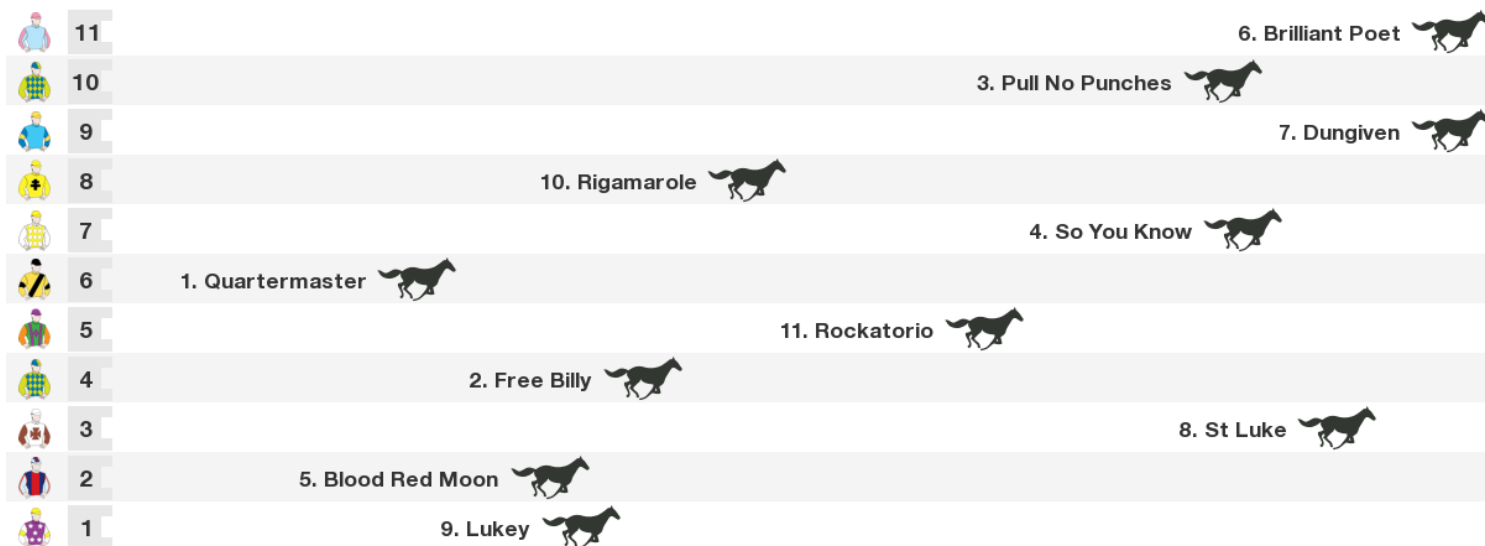 11 6. Brilliant Poet
10 3. Pull No Punches
9 7. Dungiven
8 10. Rigamarole
7 4. So You Know
6 1. Quartermaster
5 11. Rockatorio
4 2. Free Billy
3 8. St Luke
2 5. Blood Red Moon
1 9. Lukey